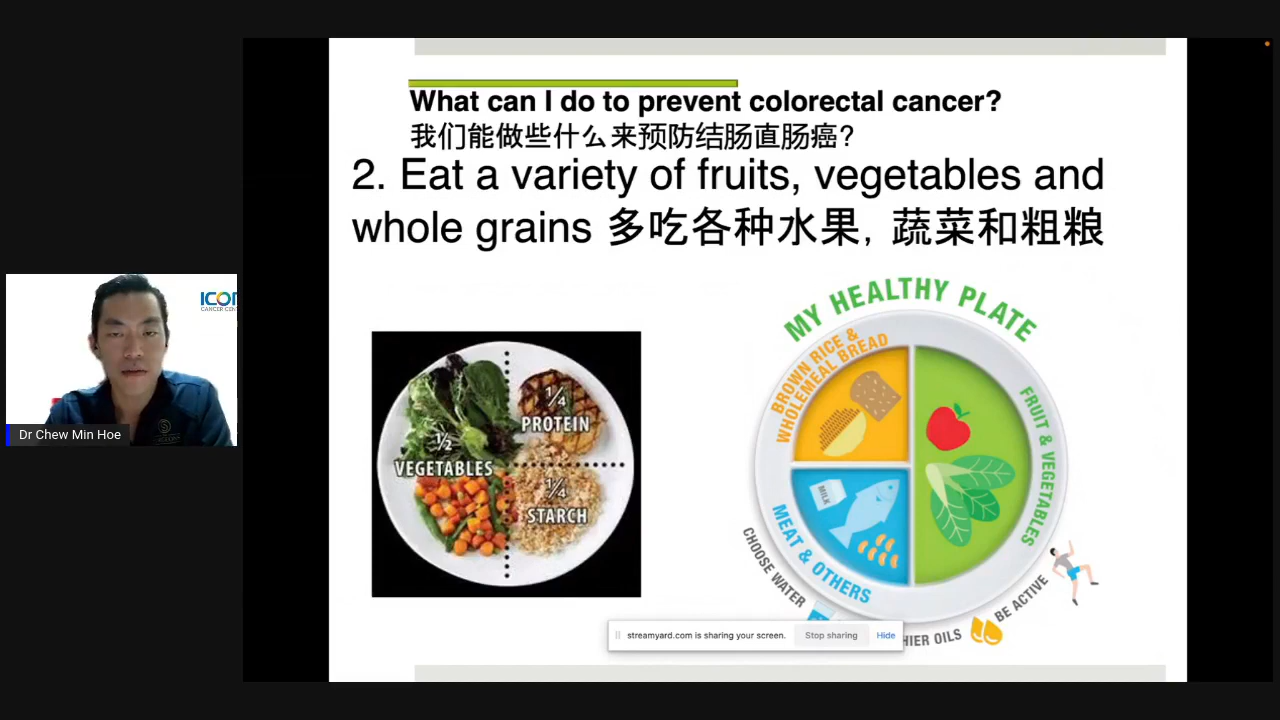 What can I do to prevent colorectal cancer?
我们能做些什么来预防结肠直肠癌?
2. Eat a variety of fruits, vegetables and
whole grains 多吃各种水果, 蔬菜和粗粮
ICON
CANCER CENT
Dr Chew Min Hoe
1/2
VEGETABLES
1/4
PROTEIN
1/4
STARCH
MY HEALTHY PLATE
BROWN RICE &
WHOLEMEAL BREAD
FRUIT & VEGETABLES
MILK
MEAT & OTHERS
CHOOSE WATER
BE ACTIVE
HIER OILS
streamyard.com is sharing your screen.
Stop sharing
Hide